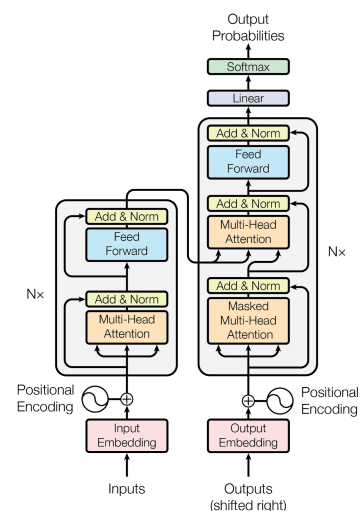 Output
Probabilities
Softmax
Linear
Add & Norm
Feed
Forward
Add & Norm
Multi-Head
Attention
Add & Norm
Masked
Multi-Head
Attention
N×
Positional
Encoding
Output
Embedding
Outputs
(shifted right)
Add & Norm
Feed
Forward
N×
Add & Norm
Multi-Head
Attention
Positional
Encoding
Input
Embedding
Inputs